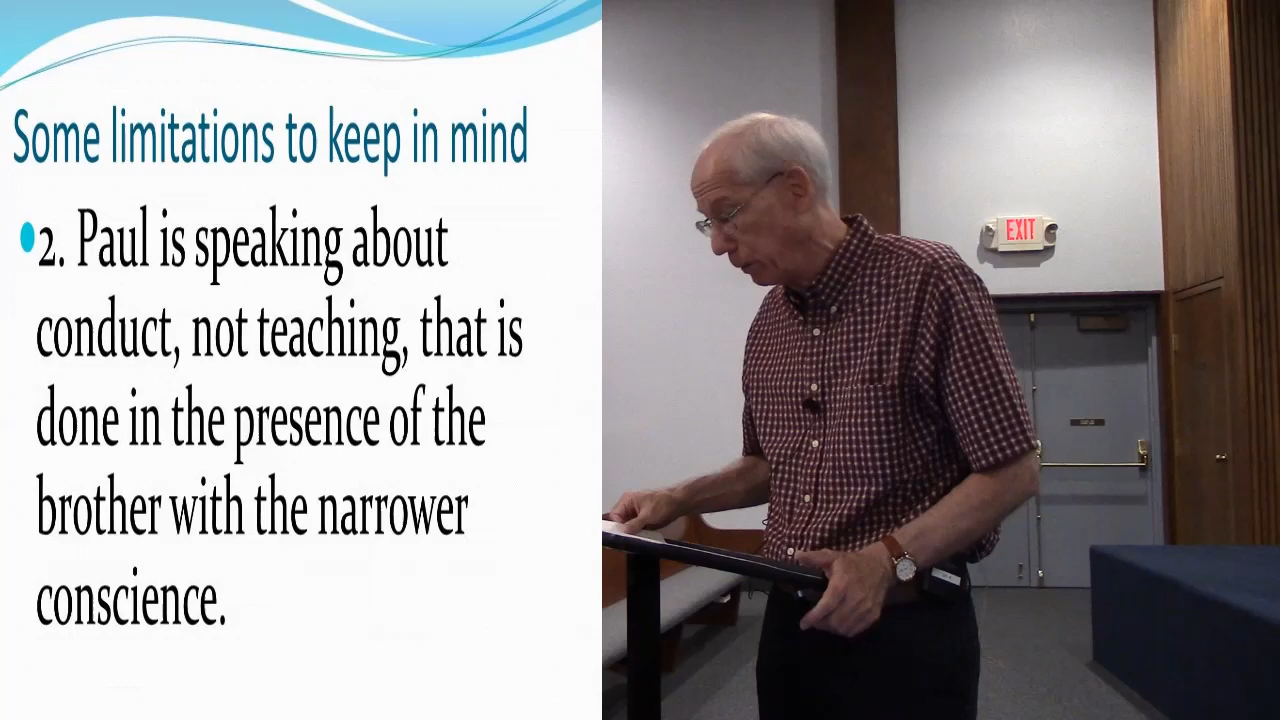 Some limitations to keep in mind
•2. Paul is speaking about
conduct, not teaching, that is
done in the presence of the
brother with the narrower
conscience.
EXIT